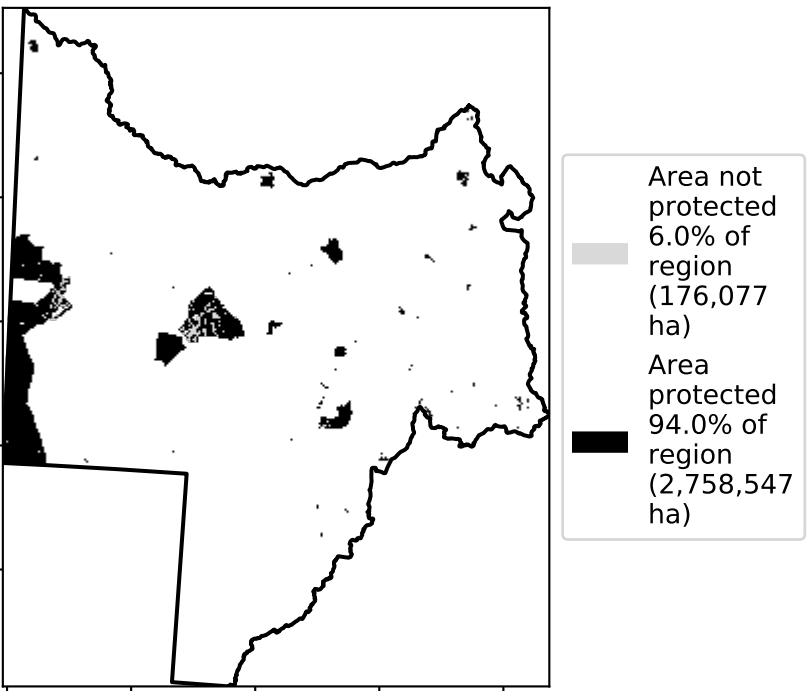 Area not
protected
6.0% of
region
(176,077
ha)
Area
protected
94.0% of
region
(2,758,547
ha)